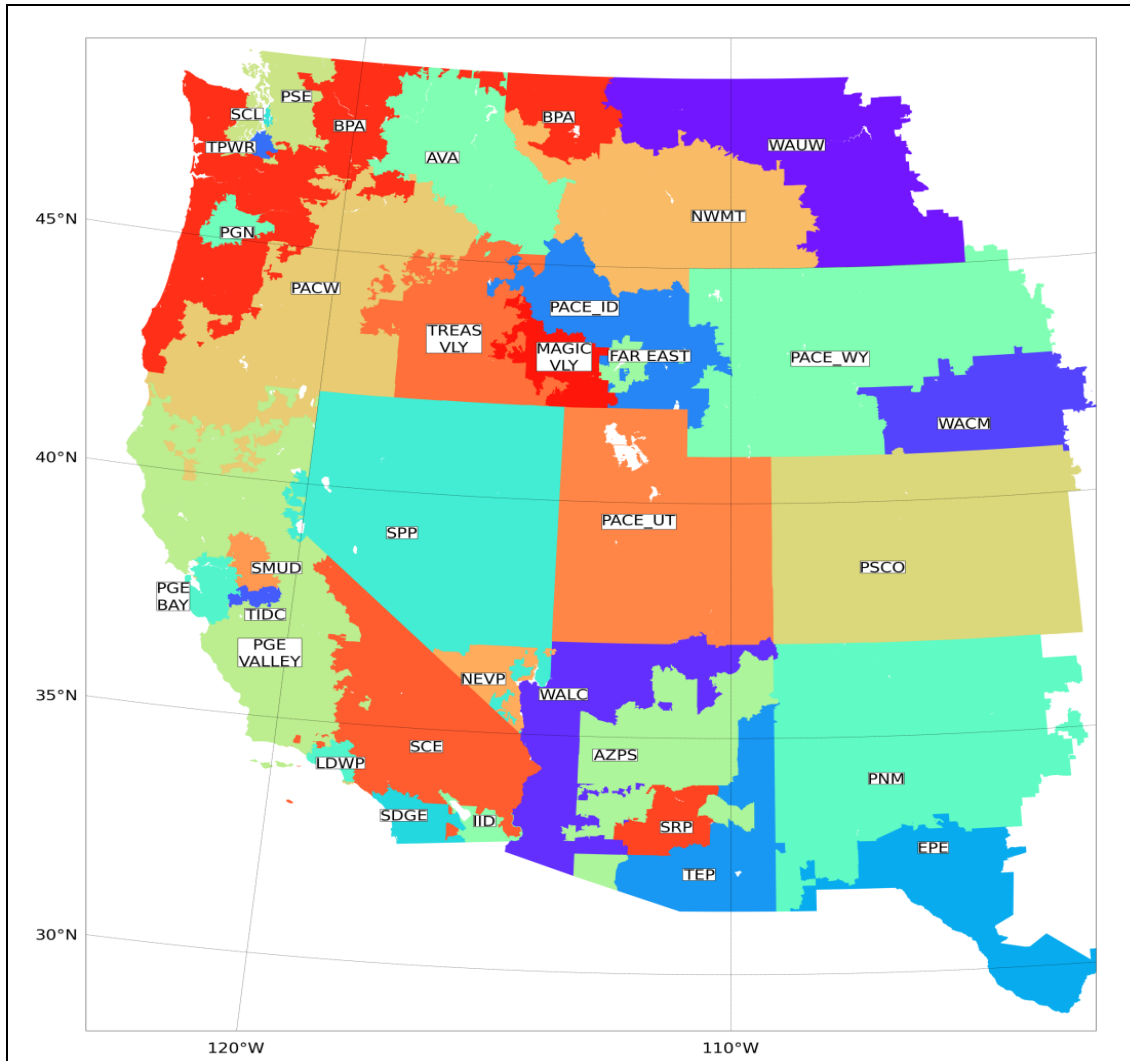 PSE
SCL
BPA
BPA
TPWR
AVA
WAUW
45°N
NWMT
PGN
PACW
PACE_ID
TREAS
VLY
MAGIC
VLY
FAR EAST
PACE_WY
WACM
40°N
SPP
PACE_UT
SMUD
PSCO
PGE
BAY
TIDC
PGE
VALLEY
NEVP
WALC
35°N
SCE
AZPS
LDWP
PNM
SDGE
IID
SRP
EPE
TEP
30°N
120°W
110°W